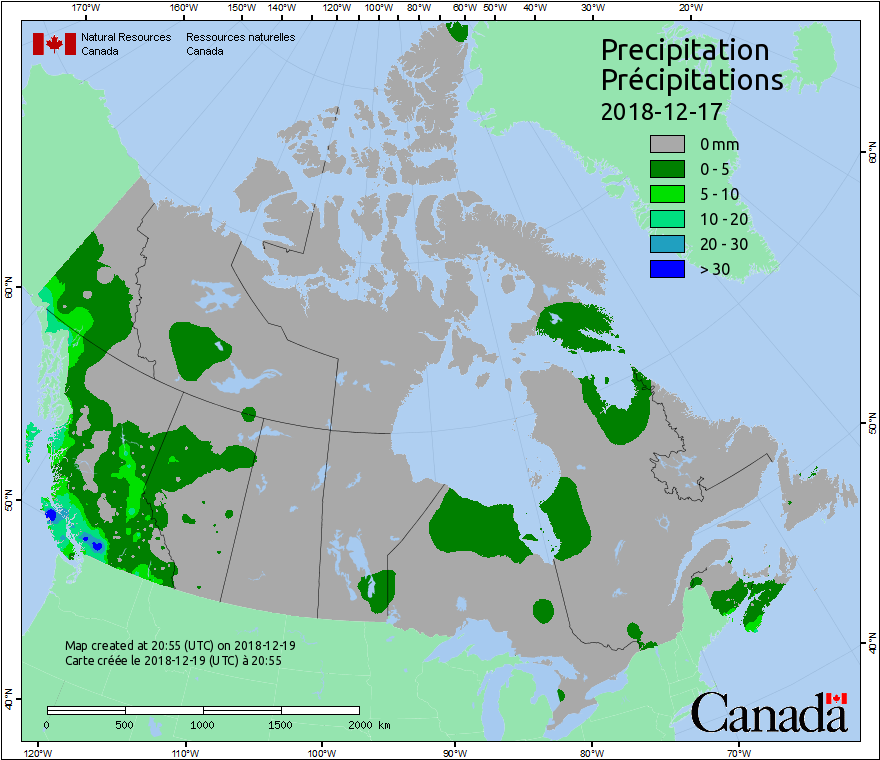 170°W 160°W 150°W 140°W 120°W 100°W 80°W 60°W 50°W 40°W 30°W 20°W
Natural Resources Ressources naturelles
Canada Canada
Precipitation
Précipitations
2018-12-17
0 mm
0 - 5
5 - 10
10 - 20
20 - 30
> 30
60°N
60°N
50°N
50°N
40°N
40°N
Map created at 20:55 (UTC) on 2018-12-19
Carte créée le 2018-12-19 (UTC) à 20:55
0 500 1000 1500 2000 km
Canada
120°W 110°W 100°W 90°W 80°W 70°W